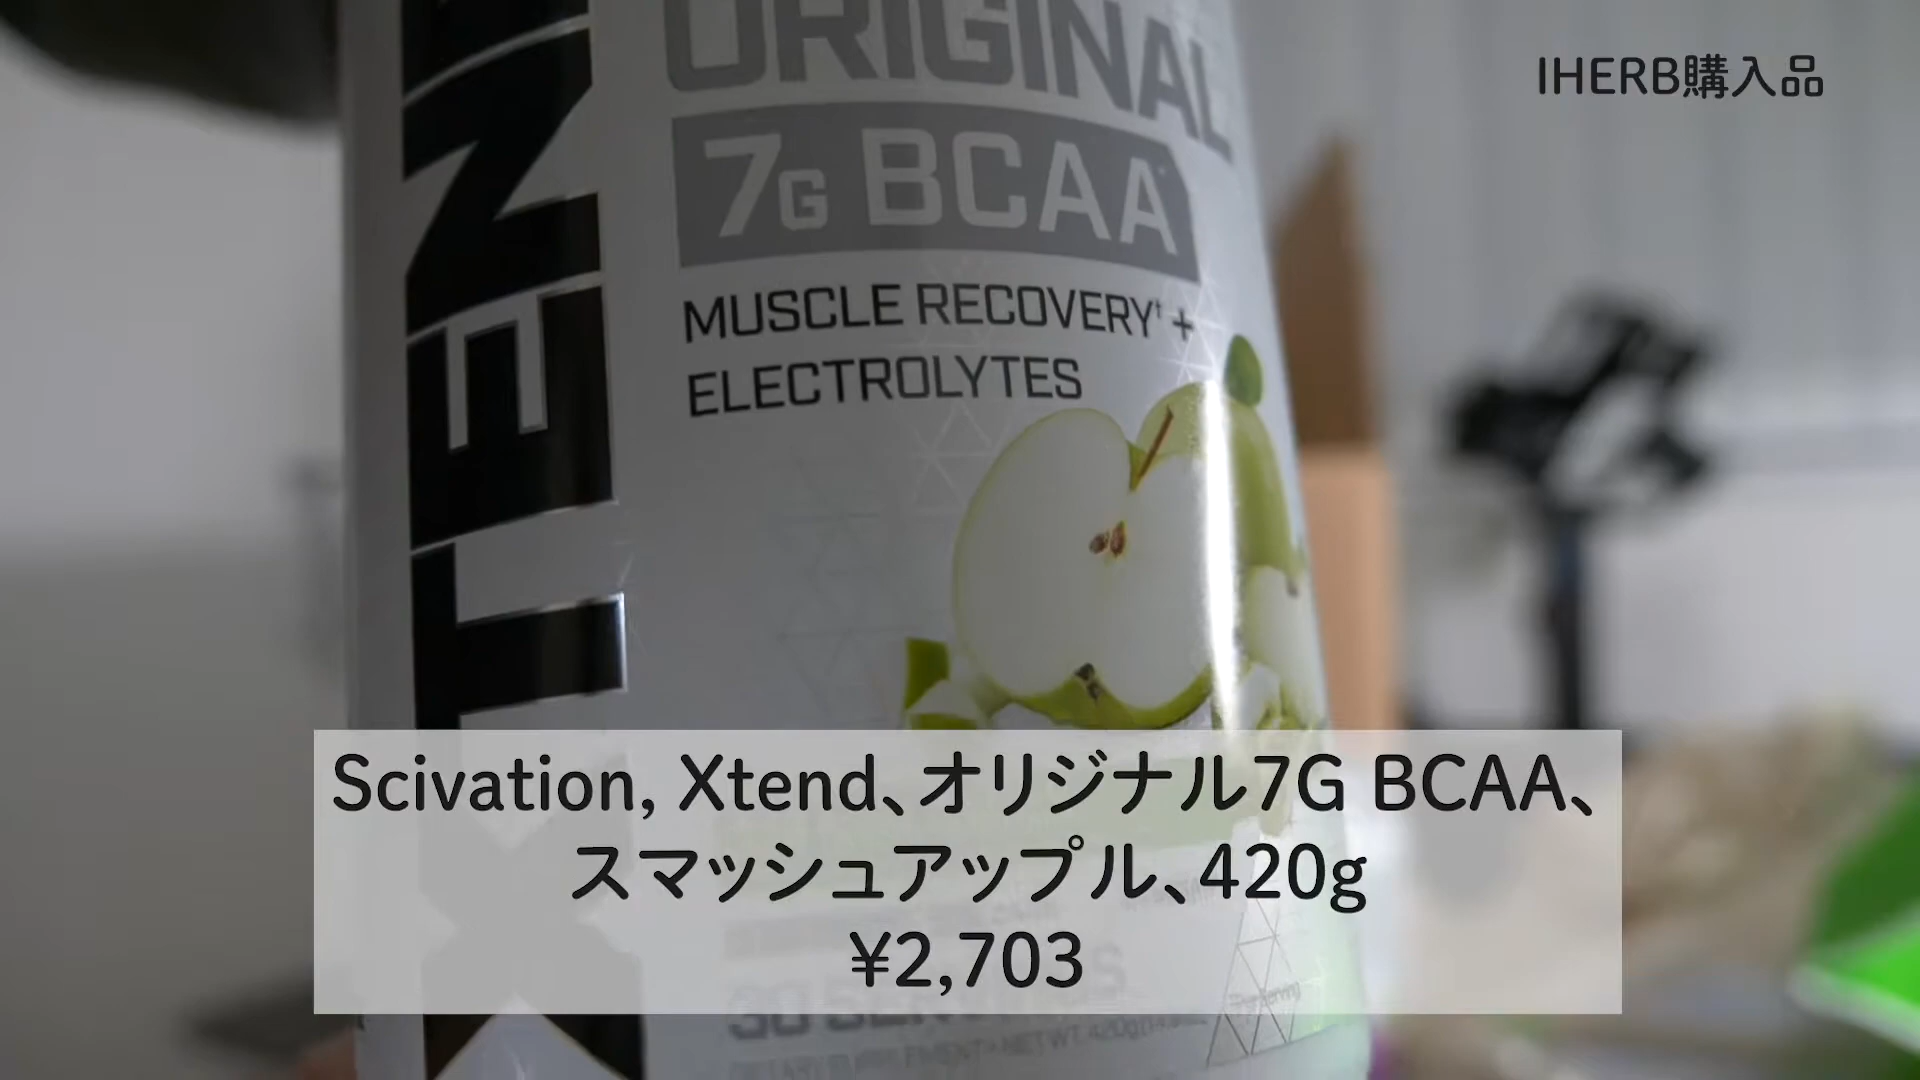 IHERB購入品
ORIGINAL
7G BCAA
MUSCLE RECOVERY† +
ELECTROLYTES
XTEN
Scivation, Xtend、オリジナル7G BCAA、
スマッシュアップル、420g
¥2,703